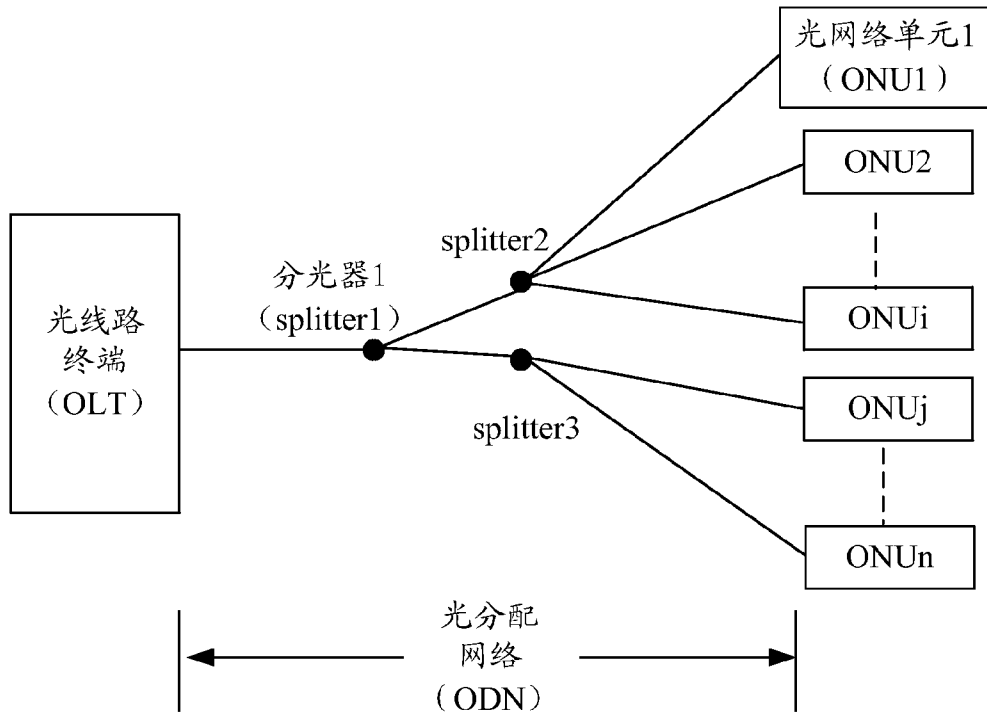 光网络单元1
（ONU1）
ONU2
splitter2
分光器1
（splitter1）
ONUi
光线路
终端
（OLT）
ONUj
splitter3
ONUn
光分配
网络
（ODN）